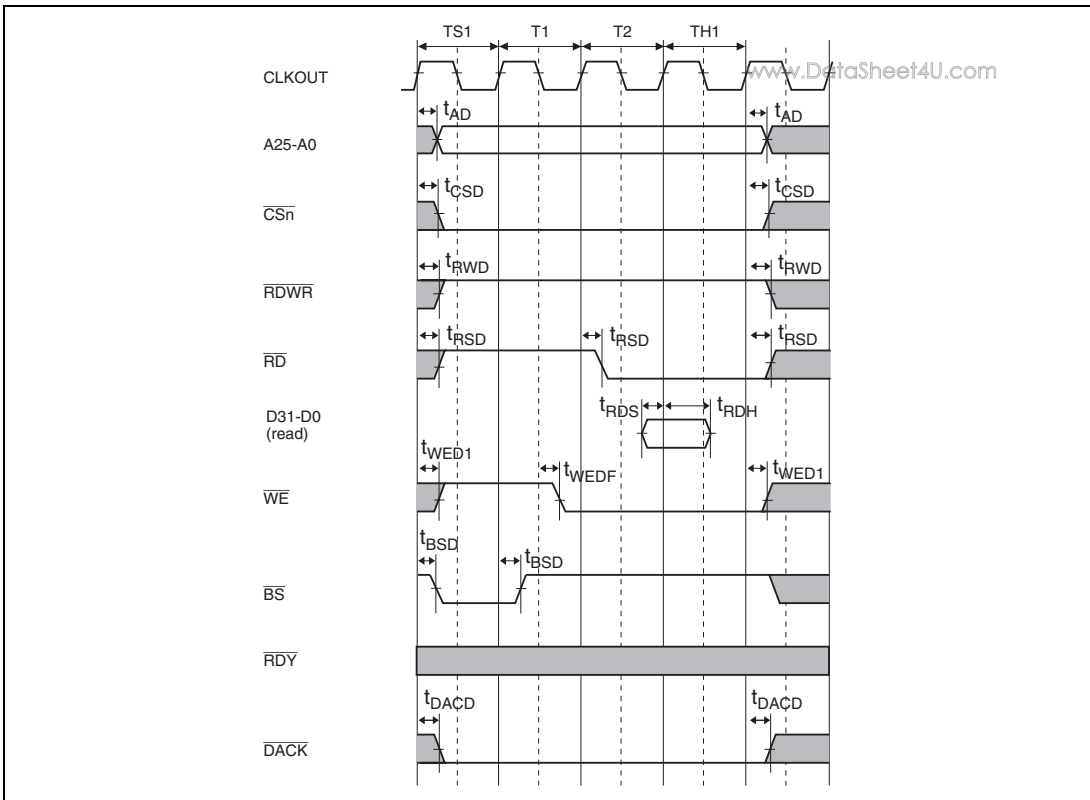 TS1 T1 T2 TH1
CLKOUT
www.DataSheet4U.com
tAD tAD
A25-A0
tCSD tCSD
CSn
tRWD tRWD
RDWR
tRSD tRSD tRSD
RD
D31-D0
(read)
tRDS tRDH
tWED1 tWEDF tWED1
WE
tBSD tBSD
BS
RDY
tDACD tDACD
DACK